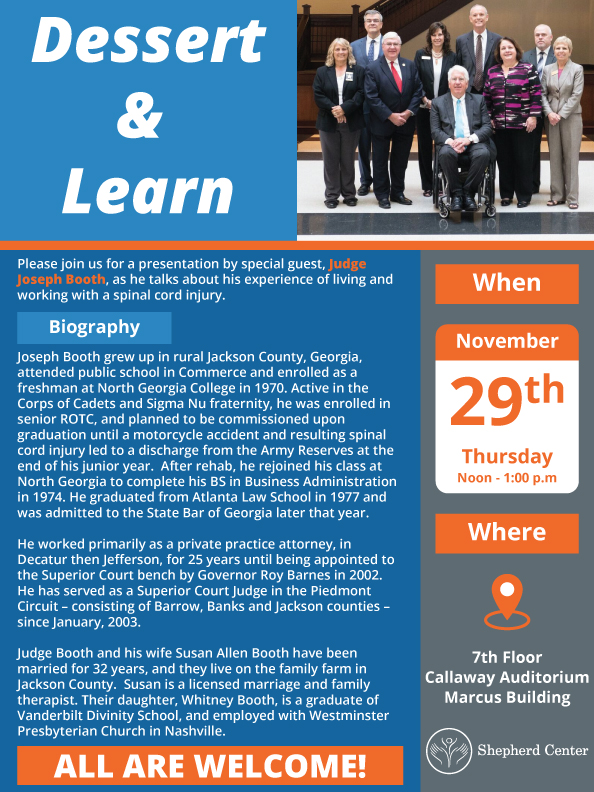 Dessert
&
Learn
Please join us for a presentation by special guest, Judge
Joseph Booth, as he talks about his experience of living and
working with a spinal cord injury.
Biography
Joseph Booth grew up in rural Jackson County, Georgia,
attended public school in Commerce and enrolled as a
freshman at North Georgia College in 1970. Active in the
Corps of Cadets and Sigma Nu fraternity, he was enrolled in
senior ROTC, and planned to be commissioned upon
graduation until a motorcycle accident and resulting spinal
cord injury led to a discharge from the Army Reserves at the
end of his junior year.  After rehab, he rejoined his class at
North Georgia to complete his BS in Business Administration
in 1974. He graduated from Atlanta Law School in 1977 and
was admitted to the State Bar of Georgia later that year.
He worked primarily as a private practice attorney, in
Decatur then Jefferson, for 25 years until being appointed to
the Superior Court bench by Governor Roy Barnes in 2002.
He has served as a Superior Court Judge in the Piedmont
Circuit – consisting of Barrow, Banks and Jackson counties –
since January, 2003.
Judge Booth and his wife Susan Allen Booth have been
married for 32 years, and they live on the family farm in
Jackson County.  Susan is a licensed marriage and family
therapist. Their daughter, Whitney Booth, is a graduate of
Vanderbilt Divinity School, and employed with Westminster
Presbyterian Church in Nashville.
ALL ARE WELCOME!
When
November
29th
Thursday
Noon - 1:00 p.m
Where
7th Floor
Callaway Auditorium
Marcus Building
Shepherd Center